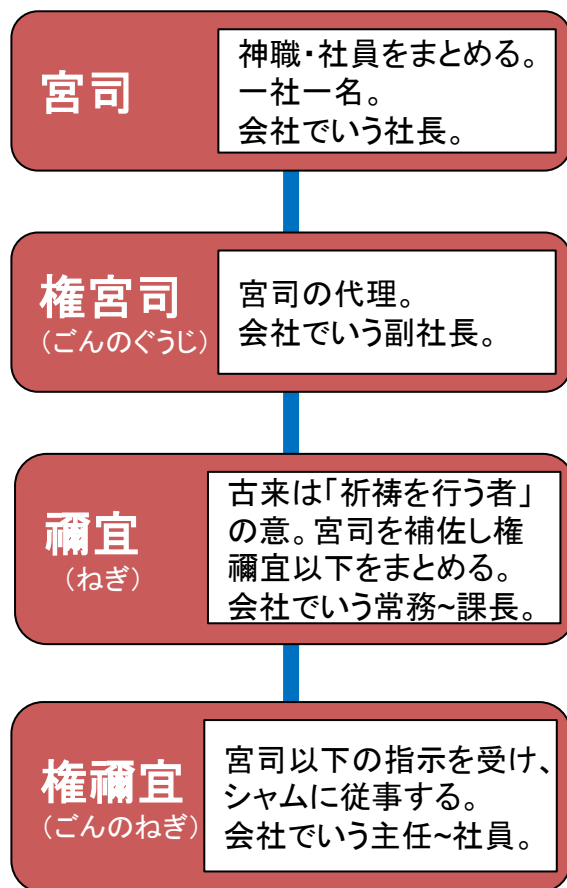 宮司
神職・社員をまとめる。
一社一名。
会社でいう社長。
権宮司
（ごんのぐうじ）
宮司の代理。
会社でいう副社長。
禰宜
（ねぎ）
古来は「祈祷を行う者」
の意。宮司を補佐し権
禰宜以下をまとめる。
会社でいう常務~課長。
権禰宜
（ごんのねぎ）
宮司以下の指示を受け、
シャムに従事する。
会社でいう主任~社員。